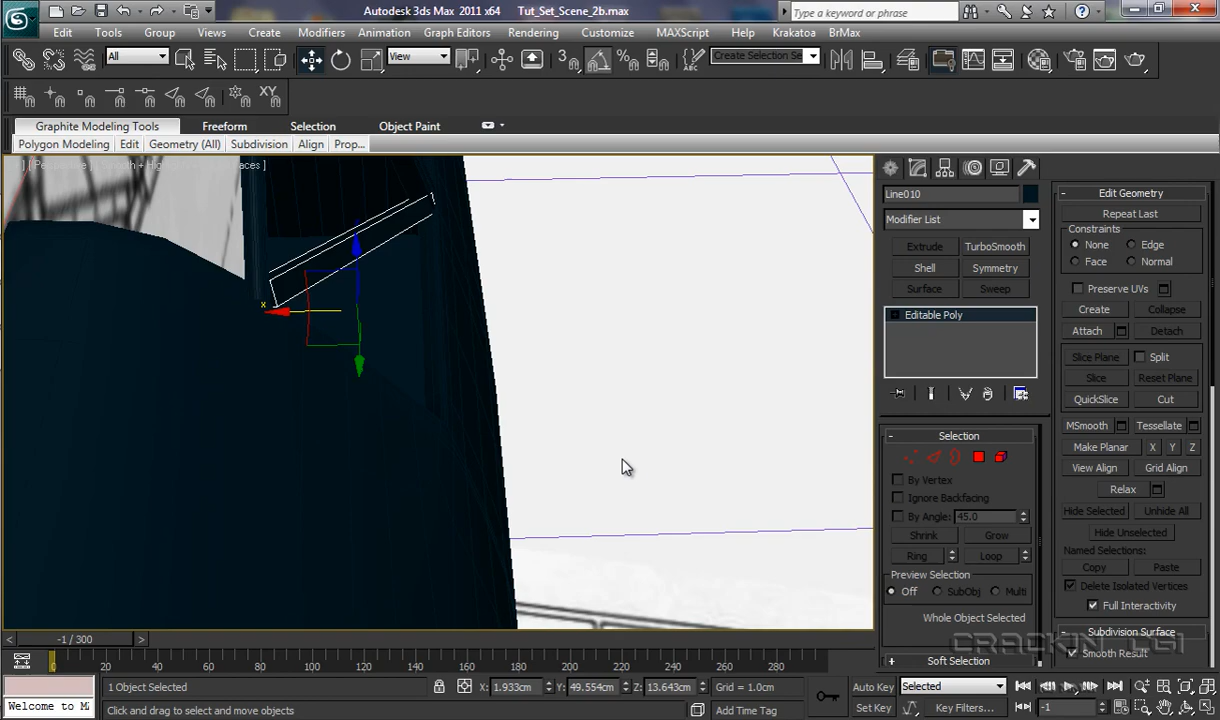 Autodesk 3ds Max 2011 x64 Tut_Set_Scene_2b.max
Type a keyword or phrase
Edit Tools Group Views Create Modifiers Animation Graph Editors Rendering Customize MAXScript Help Krakatoa BrMax
All View Create Selection Se
Graphite Modeling Tools Freeform Selection Object Paint
Polygon Modeling Edit Geometry (All) Subdivision Align Prop...
Line010
Modifier List
Extrude TurboSmooth
Shell Symmetry
Surface Sweep
Editable Poly
Selection
By Vertex
Ignore Backfacing
By Angle: 45.0
Shrink Grow
Ring Loop
Preview Selection
Off SubObj Multi
Whole Object Selected
Soft Selection
Edit Geometry
Repeat Last
Constraints
None Edge
Face Normal
Preserve UVs
Create Collapse
Attach Detach
Slice Plane Split
Slice Reset Plane
QuickSlice Cut
MSmooth Tessellate
Make Planar X Y Z
View Align Grid Align
Relax
Hide Selected Unhide All
Hide Unselected
Named Selections:
Copy Paste
Delete Isolated Vertices
Full Interactivity
Subdivision Surface
Smooth Result
CRACKIN CGI
x
-1 / 300
0 20 40 60 80 100 120 140 160 180 200 220 240 260 280
1 Object Selected X: 1.933cm Y: 49.554cm Z: 13.643cm Grid = 1.0cm Auto Key Selected
Welcome to M Click and drag to select and move objects Add Time Tag Set Key Key Filters... -1